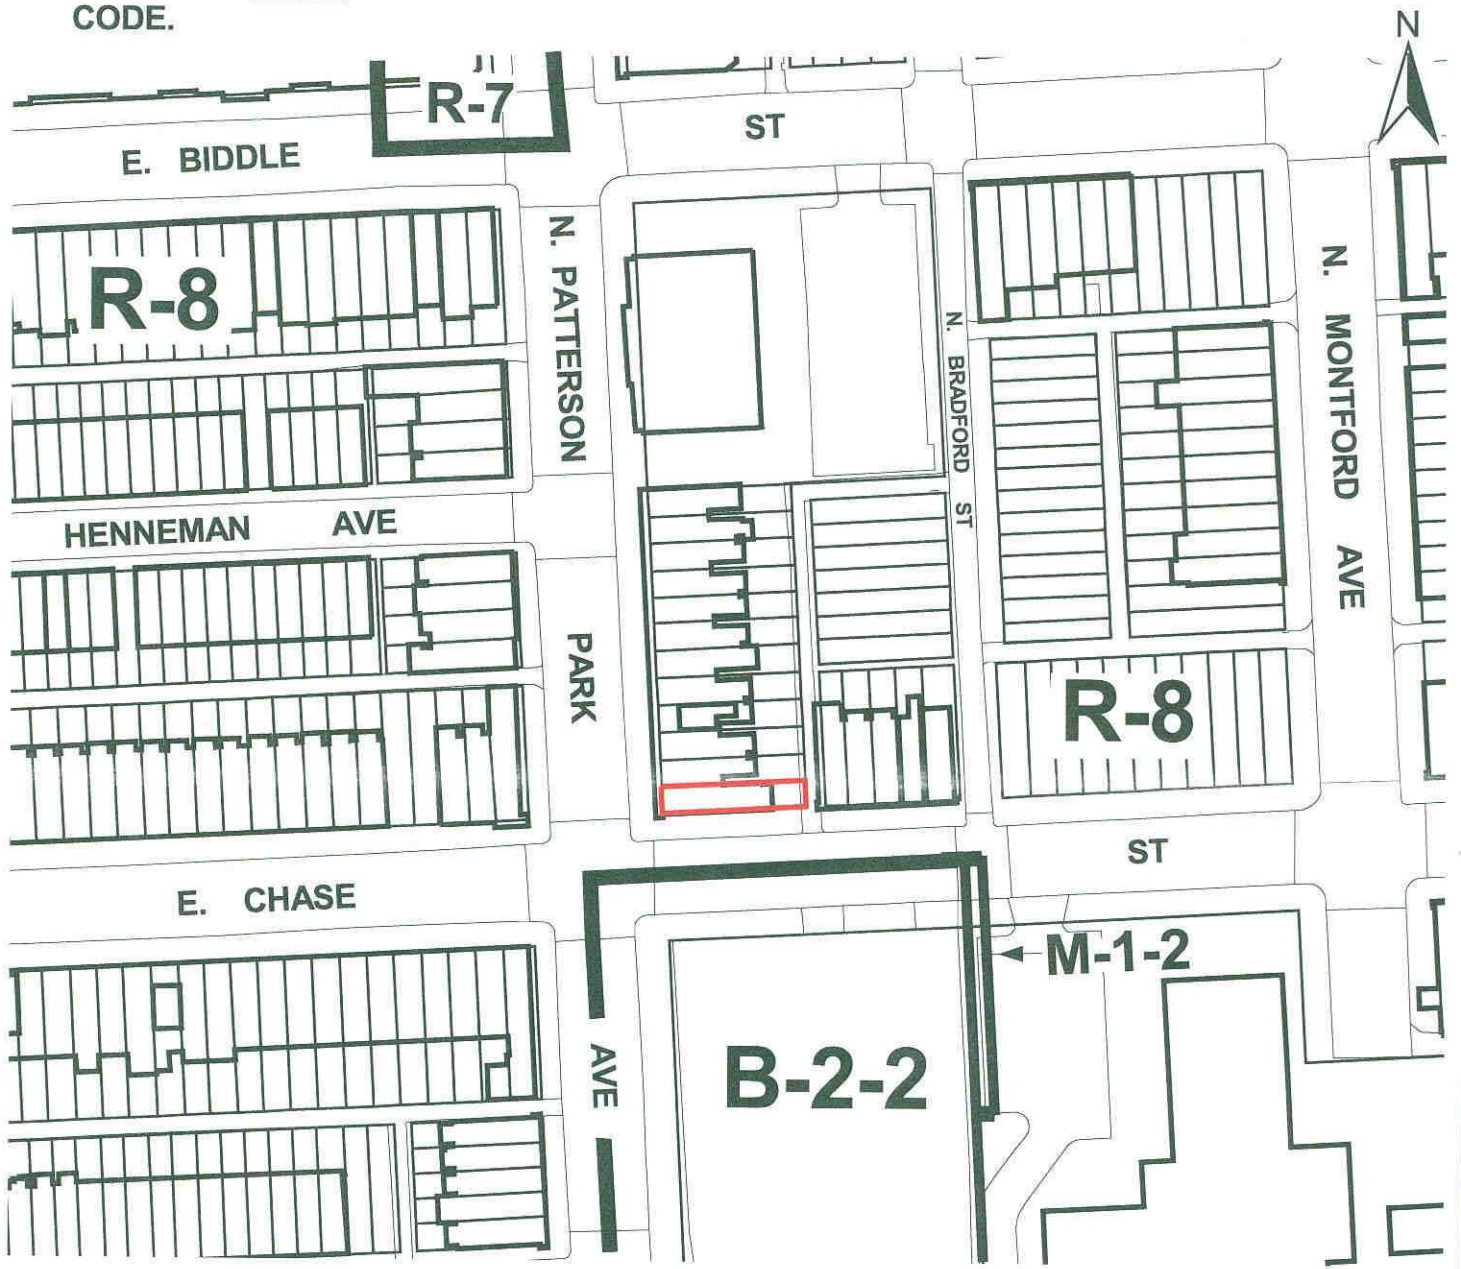 CODE.
N
R-7
ST
E. BIDDLE
R-8
N. PATTERSON
N. BRADFORD ST
N. MONTFORD AVE
HENNEMAN AVE
PARK
R-8
ST
E. CHASE
M-1-2
B-2-2
AVE